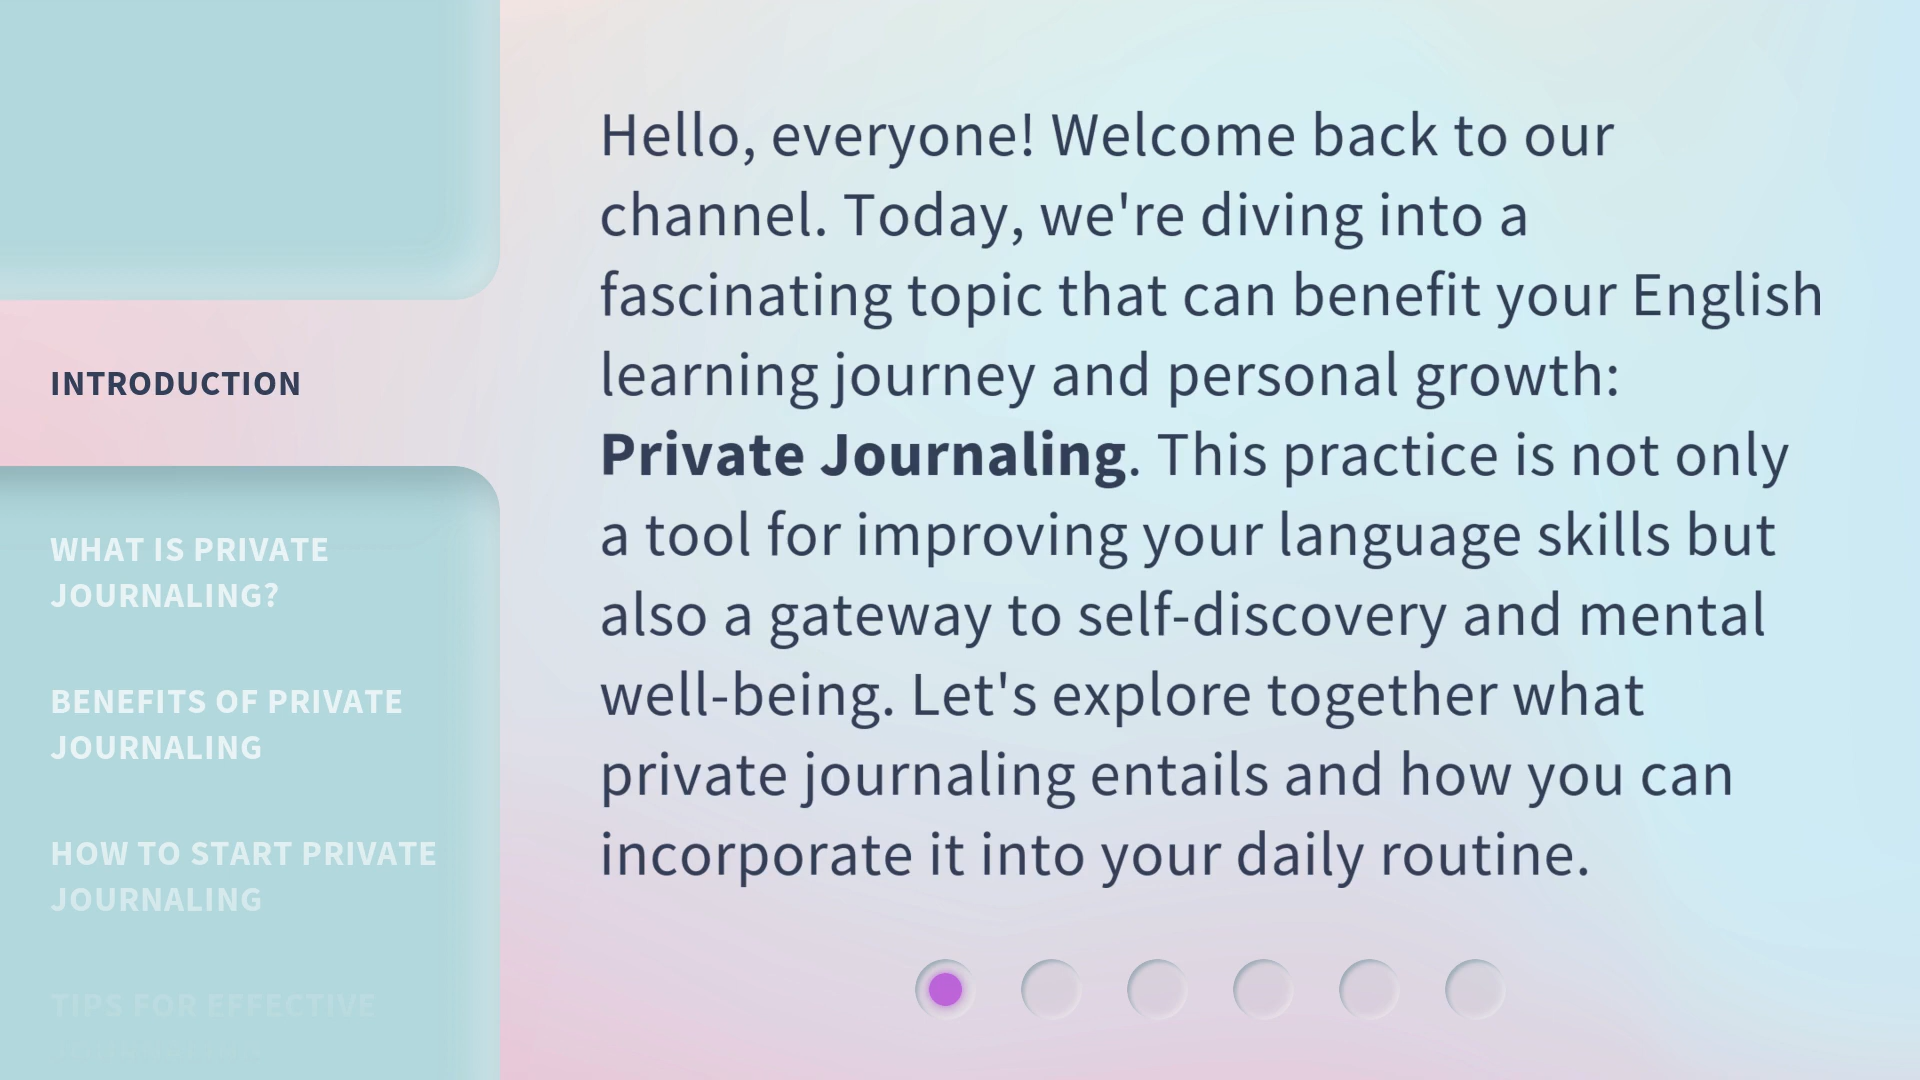 INTRODUCTION
WHAT IS PRIVATE
JOURNALING?
BENEFITS OF PRIVATE
JOURNALING
HOW TO START PRIVATE
JOURNALING
TIPS FOR EFFECTIVE
Hello, everyone! Welcome back to our
channel. Today, we're diving into a
fascinating topic that can benefit your English
learning journey and personal growth:
Private Journaling. This practice is not only
a tool for improving your language skills but
also a gateway to self-discovery and mental
well-being. Let's explore together what
private journaling entails and how you can
incorporate it into your daily routine.